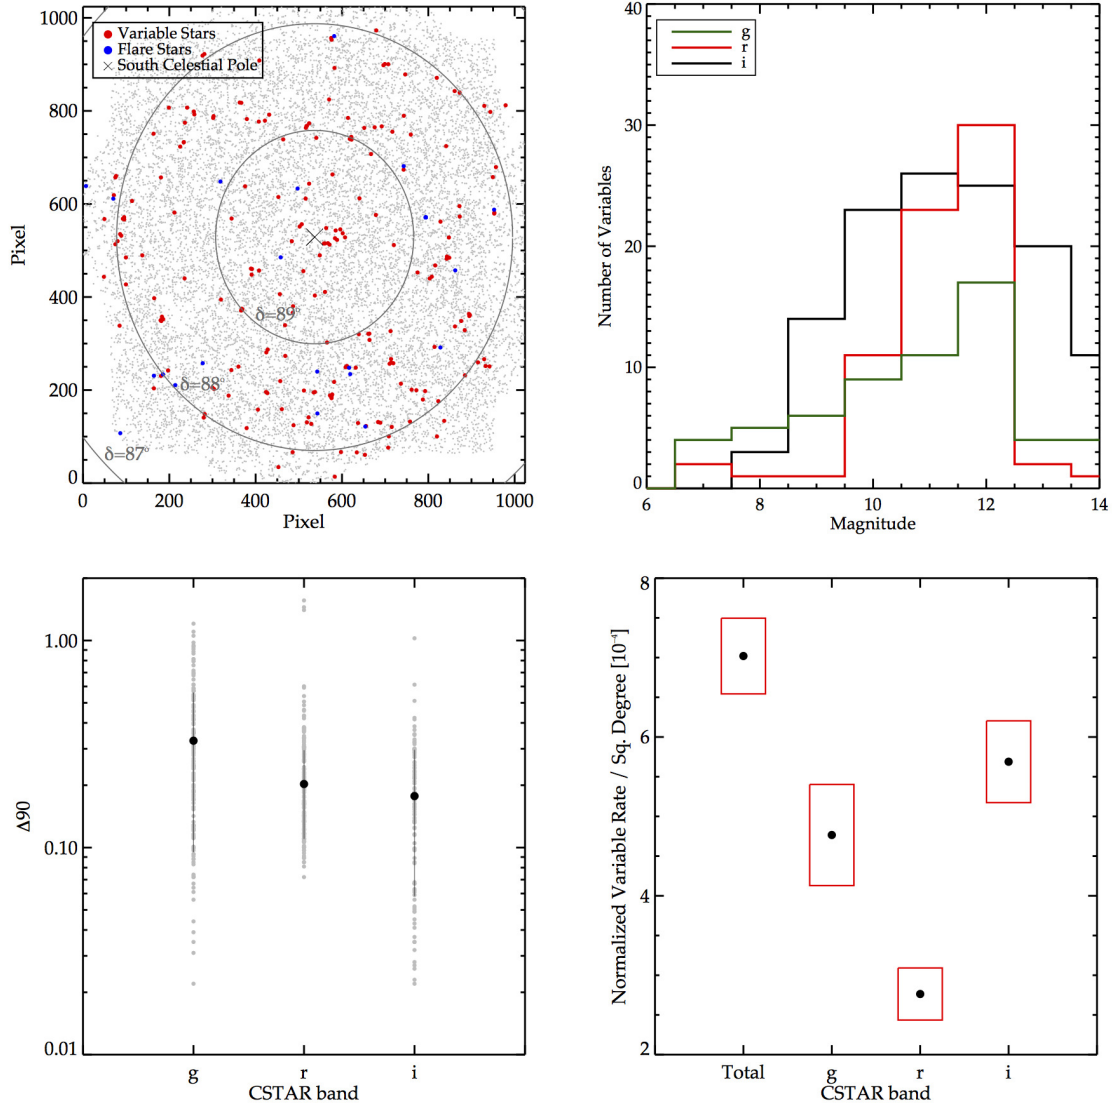 1000
800
600
400
200
0
0
200
400
600
800
1000
Pixel
Pixel
Variable Stars
Flare Stars
South Celestial Pole
δ=89°
δ=88°
δ=87°
40
30
20
10
0
6
8
10
12
14
Number of Variables
Magnitude
g
r
i
1.00
0.10
0.01
Δ90
g
r
i
CSTAR band
8
6
4
2
Normalized Variable Rate / Sq. Degree [10⁻⁴]
Total
g
r
i
CSTAR band